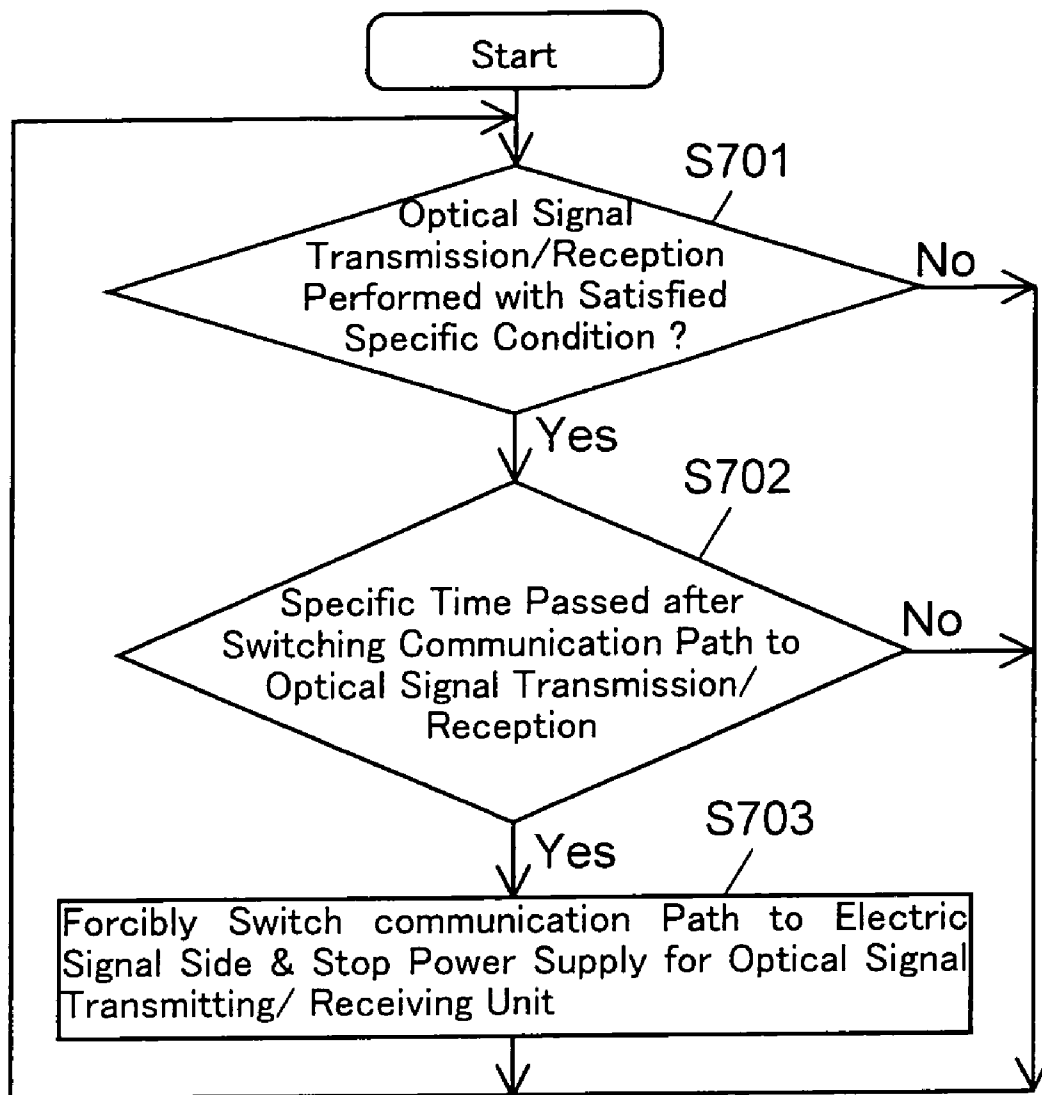 Start
S701
Optical Signal
Transmission/Reception
Performed with Satisfied
Specific Condition ?
No
Yes
S702
Specific Time Passed after
Switching Communication Path to
Optical Signal Transmission/
Reception
No
Yes
S703
Forcibly Switch communication Path to Electric
Signal Side & Stop Power Supply for Optical Signal
Transmitting/ Receiving Unit